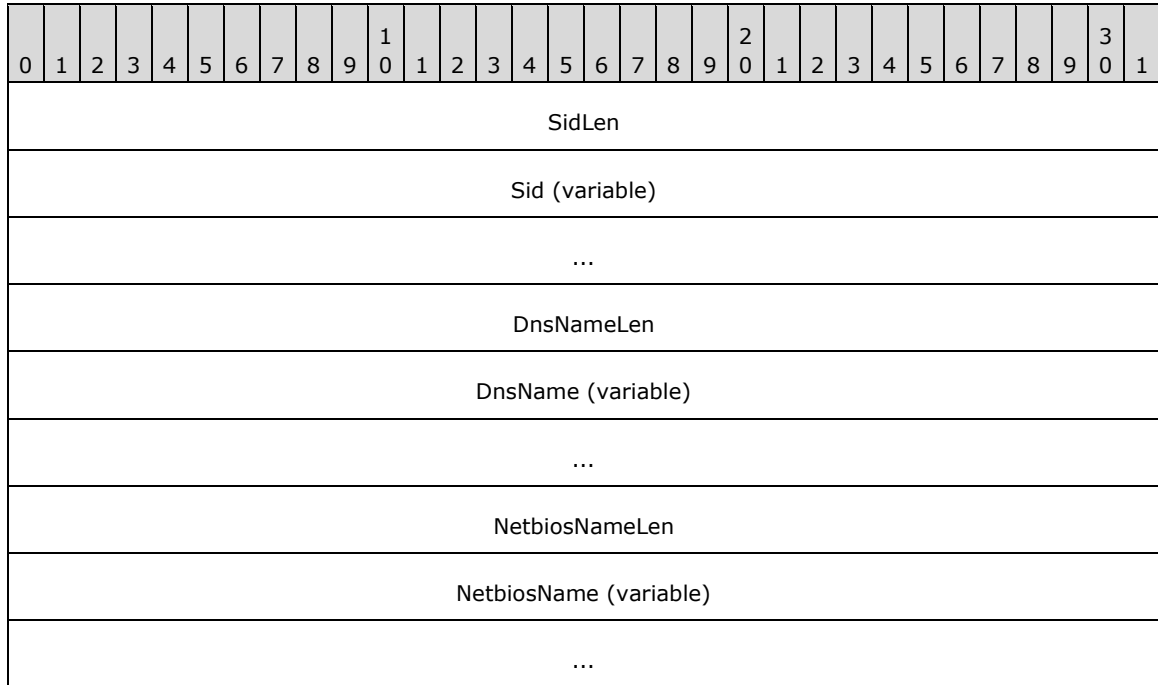 1 2 3
0 1 2 3 4 5 6 7 8 9 0 1 2 3 4 5 6 7 8 9 0 1 2 3 4 5 6 7 8 9 0 1
SidLen
Sid (variable)
...
DnsNameLen
DnsName (variable)
...
NetbiosNameLen
NetbiosName (variable)
...